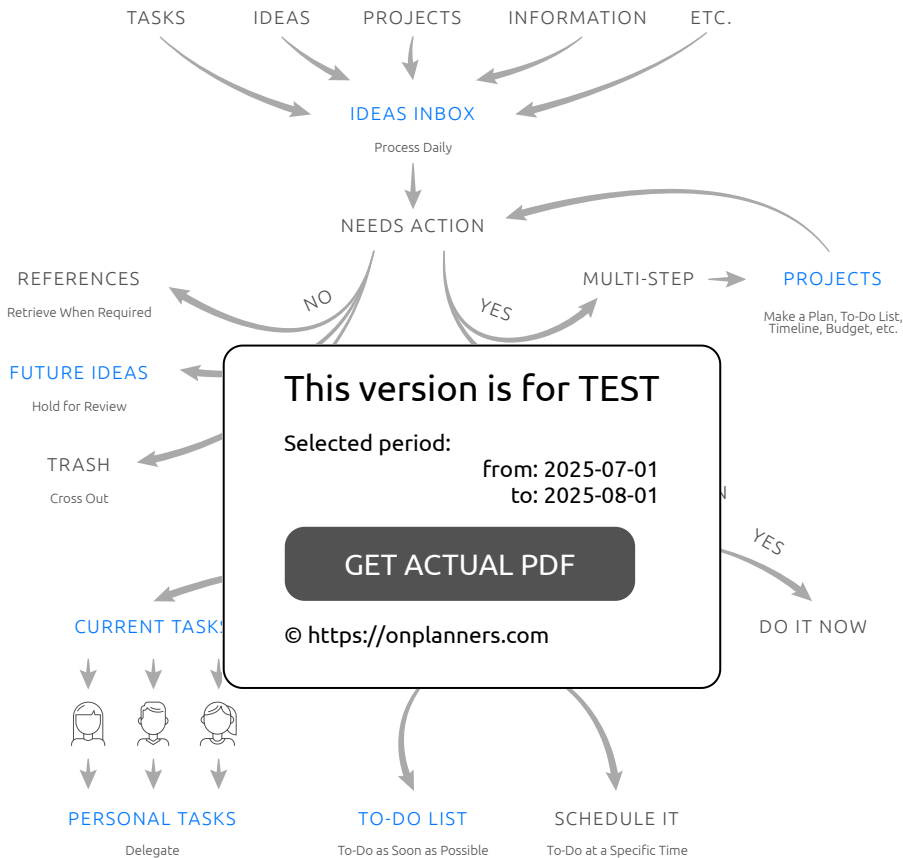 TASKS
IDEAS
PROJECTS
INFORMATION
ETC.
IDEAS INBOX
Process Daily
NEEDS ACTION
REFERENCES
Retrieve When Required
NO
YES
MULTI-STEP
PROJECTS
Make a Plan, To-Do List,
Timeline, Budget, etc.
FUTURE IDEAS
Hold for Review
TRASH
Cross Out
This version is for TEST
Selected period:
from: 2025-07-01
to: 2025-08-01
GET ACTUAL PDF
© https://onplanners.com
YES
DO IT NOW
CURRENT TASKS
PERSONAL TASKS
Delegate
TO-DO LIST
To-Do as Soon as Possible
SCHEDULE IT
To-Do at a Specific Time